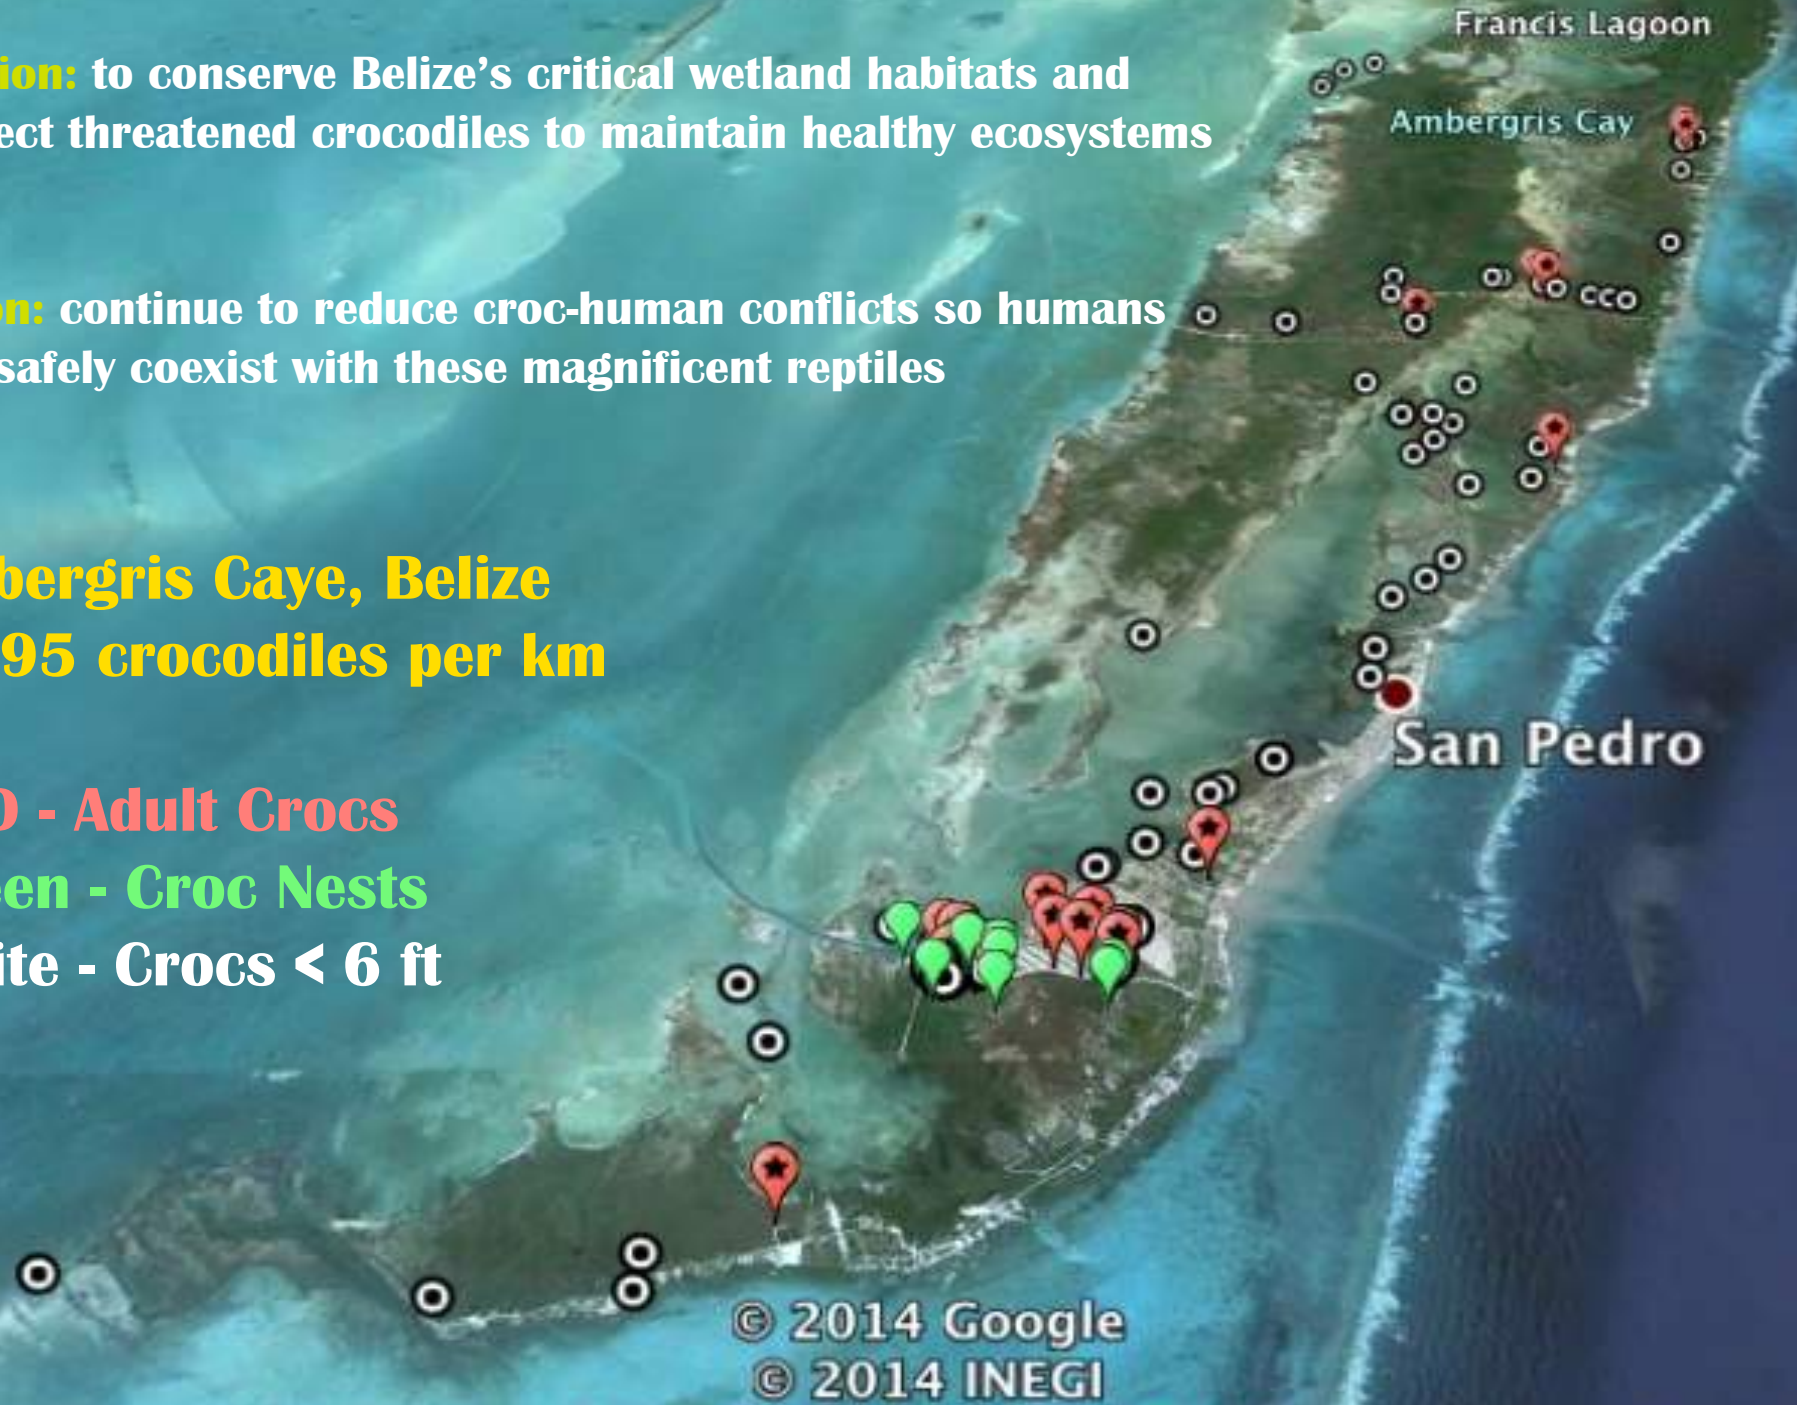 ion: to conserve Belize's critical wetland habitats and
ect threatened crocodiles to maintain healthy ecosystems
n: continue to reduce croc-human conflicts so humans
safely coexist with these magnificent reptiles
bergris Caye, Belize
95 crocodiles per km
D - Adult Crocs
een - Croc Nests
ite - Crocs < 6 ft
Francis Lagoon
Ambergris Cay
San Pedro
© 2014 Google
© 2014 INEGI